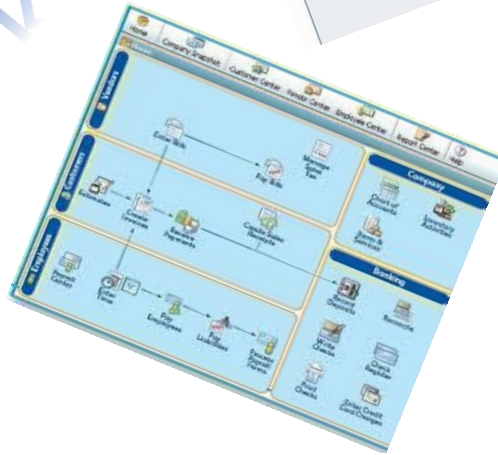 Home
Company Snapshot
Customer Center
Vendor Center
Employee Center
Report Center
Help
Home
Vendors
Enter Bills
Pay Bills
Manage
Sales
Tax
Customers
Estimates
Create
Invoices
Receive
Payments
Create Sales
Receipts
Employees
Payroll
Center
Enter
Time
Pay
Employees
Pay
Liabilities
Process
Payroll
Forms
Company
Chart of
Accounts
Inventory
Activities
Items &
Services
Banking
Record
Deposits
Reconcile
Write
Checks
Check
Register
Print
Checks
Enter Credit
Card Charges